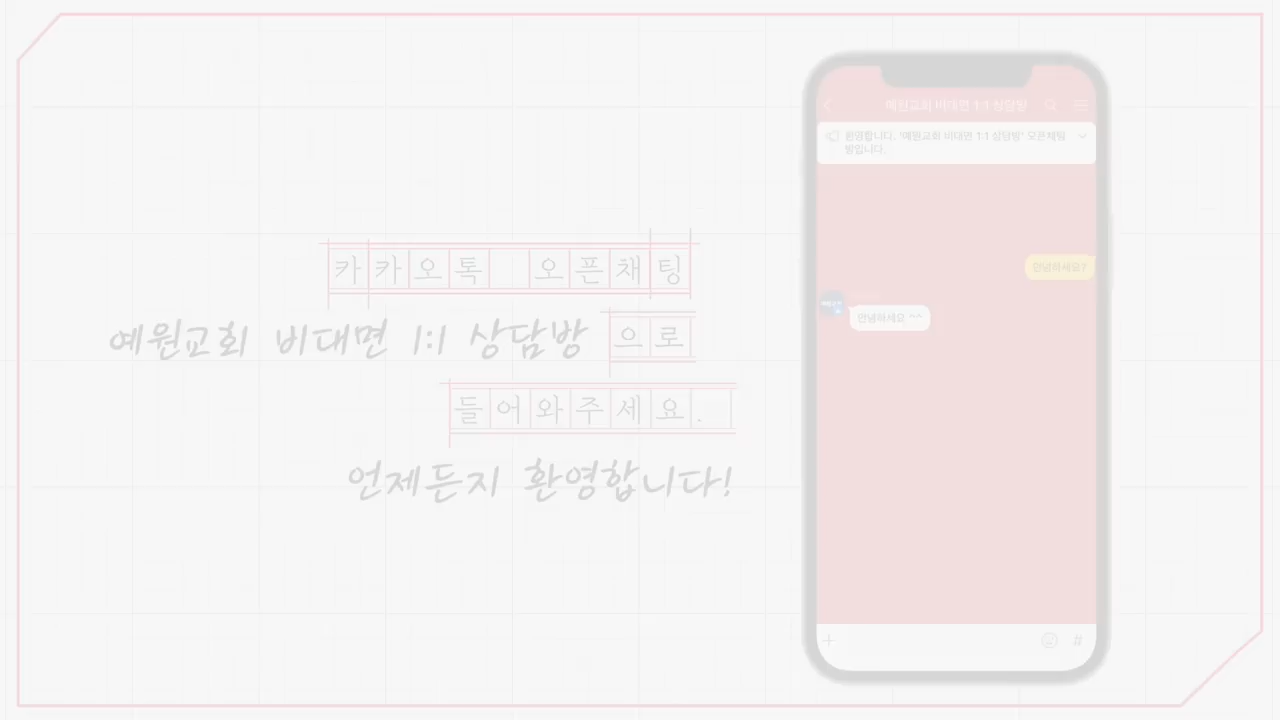 카카오톡 오픈채팅
예원교회 비대면 1:1 상담방 으로
들어와주세요.
언제든지 환영합니다!
예원교회 비대면 1:1 상담방
환영합니다. '예원교회 비대면 1:1 상담방' 오픈채팅
방입니다.
안녕하세요?
안녕하세요 ^^
+ #